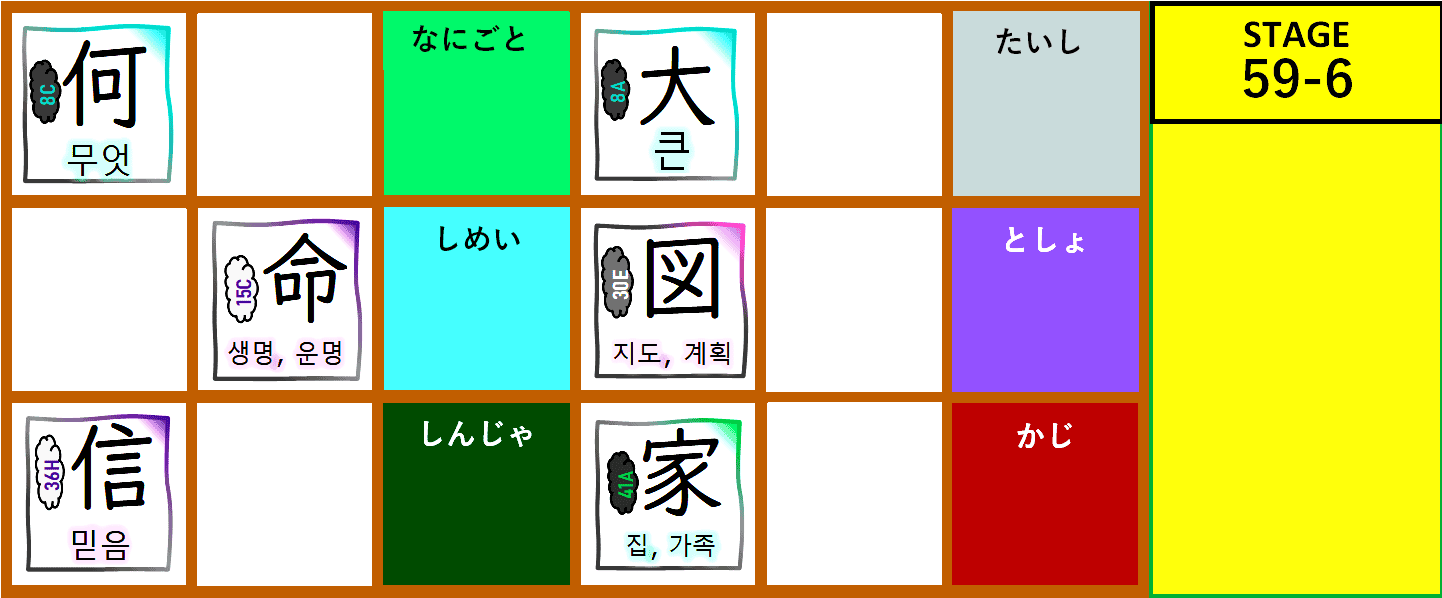 8C
何
무엇
なにごと
8A
大
큰
たいし
STAGE
59-6
15C
命
생명, 운명
しめい
30E
図
지도, 계획
としょ
36H
信
믿음
しんじゃ
41A
家
집, 가족
かじ